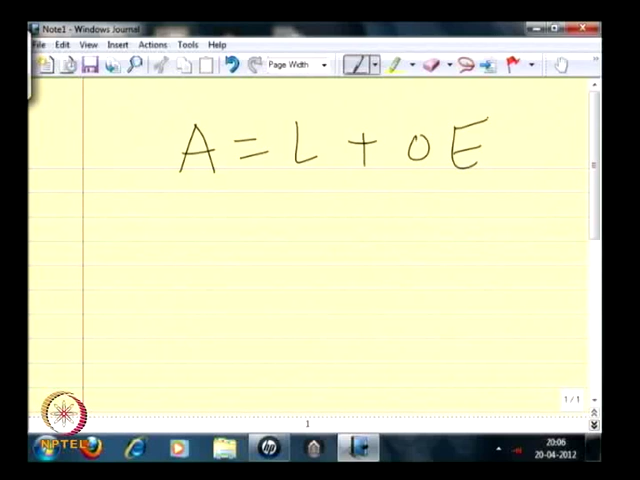 Note1 - Windows Journal
File Edit View Insert Actions Tools Help
Page Width
A = L + O E
1/1
1
NPTEL
20:06
20-04-2012